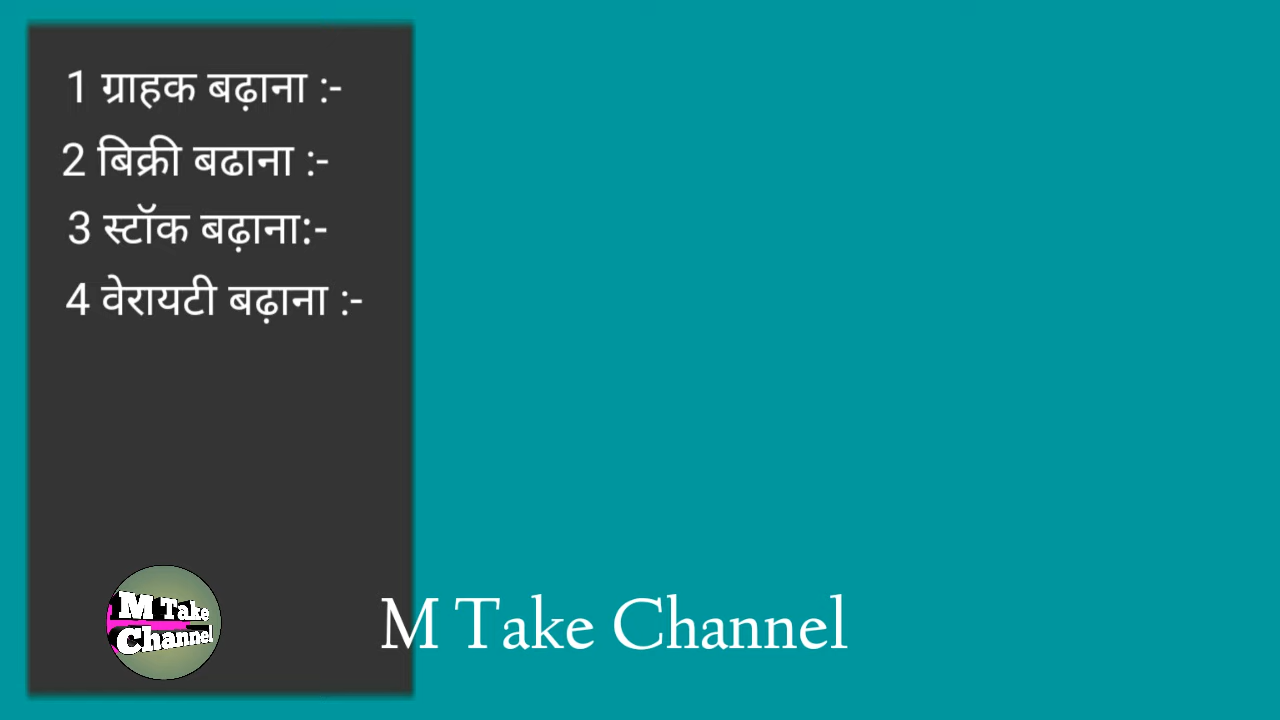 1 ग्राहक बढ़ाना :-
2 बिक्री बढाना :-
3 स्टॉक बढ़ाना:-
4 वेरायटी बढ़ाना :-
M Take
Channel
M Take Channel